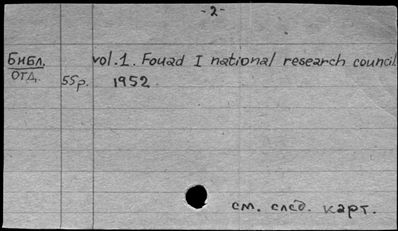 -2-
Библ. vol.1. Fouad I national research council
отд. 55p. 1952.
см. след. карт.